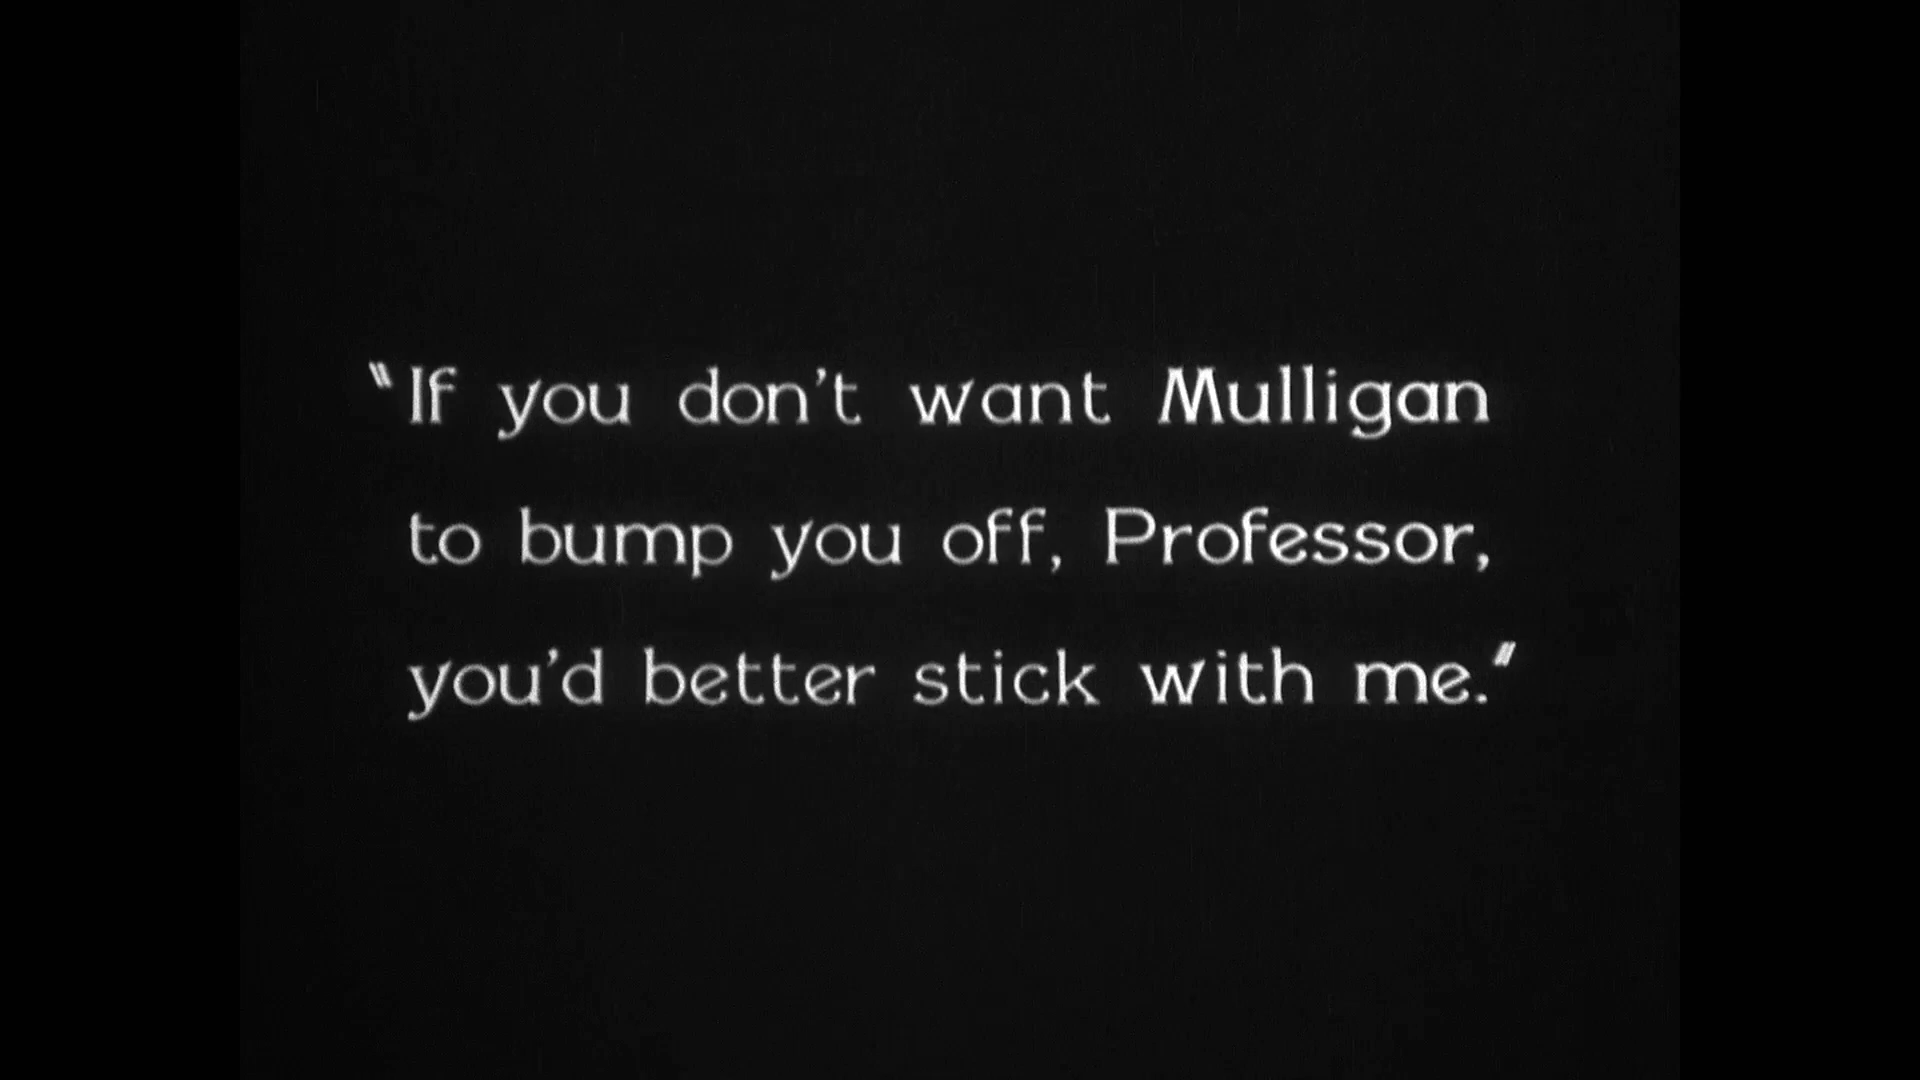 "If you don't want Mulligan
to bump you off, Professor,
you'd better stick with me."